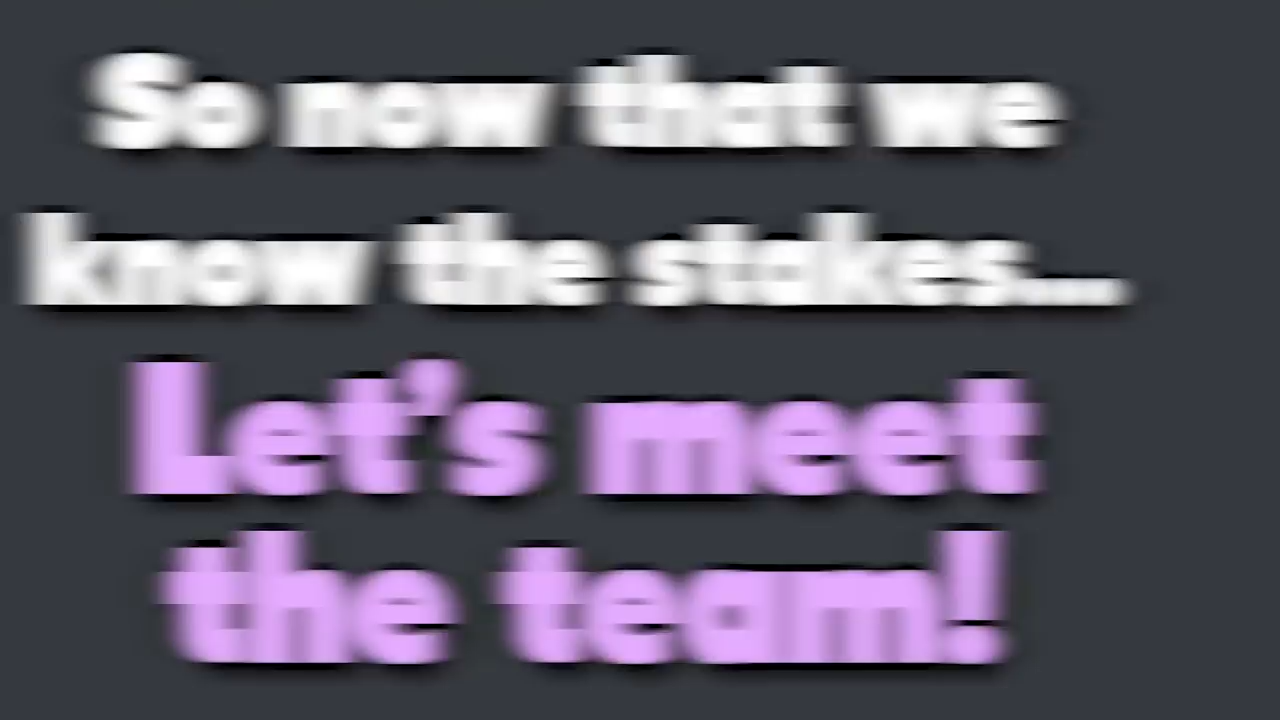 So now that we
know the stakes...
Let’s meet
the team!